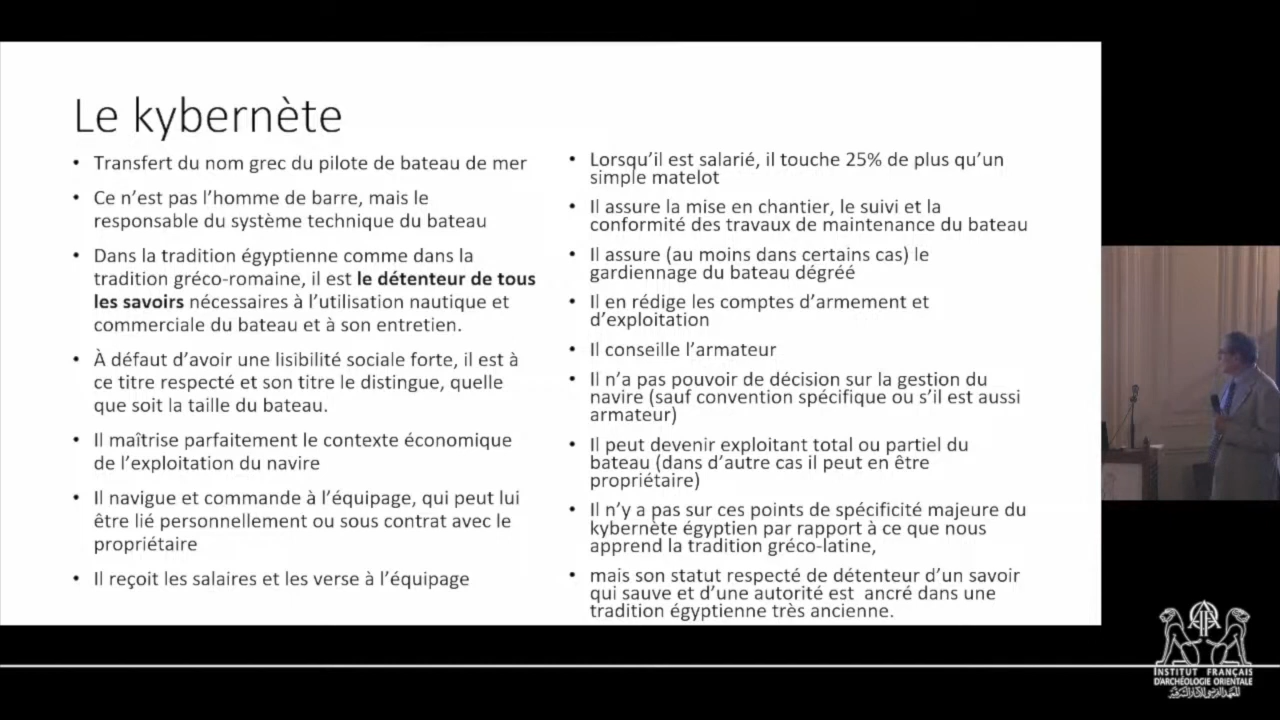 Le kybernète
• Transfert du nom grec du pilote de bateau de mer
• Ce n’est pas l’homme de barre, mais le
responsable du système technique du bateau
• Dans la tradition égyptienne comme dans la
tradition gréco-romaine, il est le détenteur de tous
les savoirs nécessaires à l’utilisation nautique et
commerciale du bateau et à son entretien.
• À défaut d’avoir une lisibilité sociale forte, il est à
ce titre respecté et son titre le distingue, quelle
que soit la taille du bateau.
• Il maîtrise parfaitement le contexte économique
de l’exploitation du navire
• Il navigue et commande à l’équipage, qui peut lui
être lié personnellement ou sous contrat avec le
propriétaire
• Il reçoit les salaires et les verse à l’équipage
• Lorsqu’il est salarié, il touche 25% de plus qu’un
simple matelot
• Il assure la mise en chantier, le suivi et la
conformité des travaux de maintenance du bateau
• Il assure (au moins dans certains cas) le
gardiennage du bateau dégréé
• Il en rédige les comptes d’armement et
d’exploitation
• Il conseille l’armateur
• Il n’a pas pouvoir de décision sur la gestion du
navire (sauf convention spécifique ou s’il est aussi
armateur)
• Il peut devenir exploitant total ou partiel du
bateau (dans d’autre cas il peut en être
propriétaire)
• Il n’y a pas sur ces points de spécificité majeure du
kybernète égyptien par rapport à ce que nous
apprend la tradition gréco-latine,
• mais son statut respecté de détenteur d’un savoir
qui sauve et d’une autorité est ancré dans une
tradition égyptienne très ancienne.
INSTITUT FRANÇAIS
D'ARCHÉOLOGIE ORIENTALE